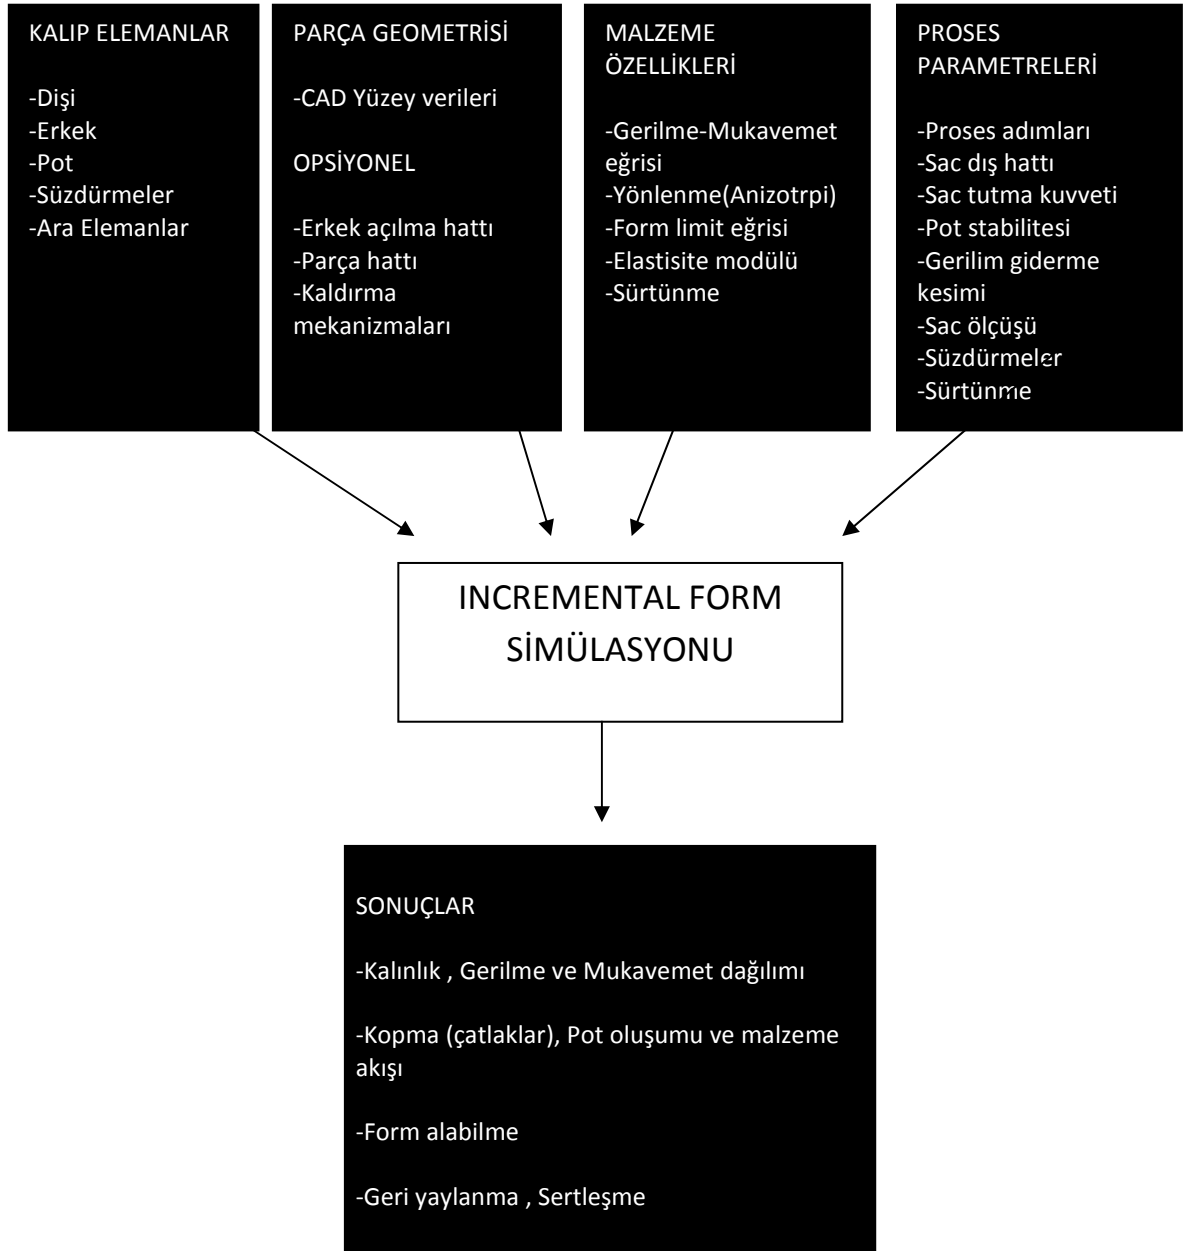 KALIP ELEMANLAR
-Dişi
-Erkek
-Pot
-Süzdürmeler
-Ara Elemanlar
PARÇA GEOMETRİSİ
-CAD Yüzey verileri
OPSİYONEL
-Erkek açılma hattı
-Parça hattı
-Kaldırma
mekanizmaları
MALZEME
ÖZELLİKLERİ
-Gerilme-Mukavemet
eğrisi
-Yönlenme(Anizotrpi)
-Form limit eğrisi
-Elastisite modülü
-Sürtünme
PROSES
PARAMETRELERİ
-Proses adımları
-Sac dış hattı
-Sac tutma kuvveti
-Pot stabilitesi
-Gerilim giderme
kesimi
-Sac ölçüşü
-Süzdürmeler
-Sürtünme
INCREMENTAL FORM
SİMÜLASYONU
SONUÇLAR
-Kalınlık , Gerilme ve Mukavemet dağılımı
-Kopma (çatlaklar), Pot oluşumu ve malzeme
akışı
-Form alabilme
-Geri yaylanma , Sertleşme